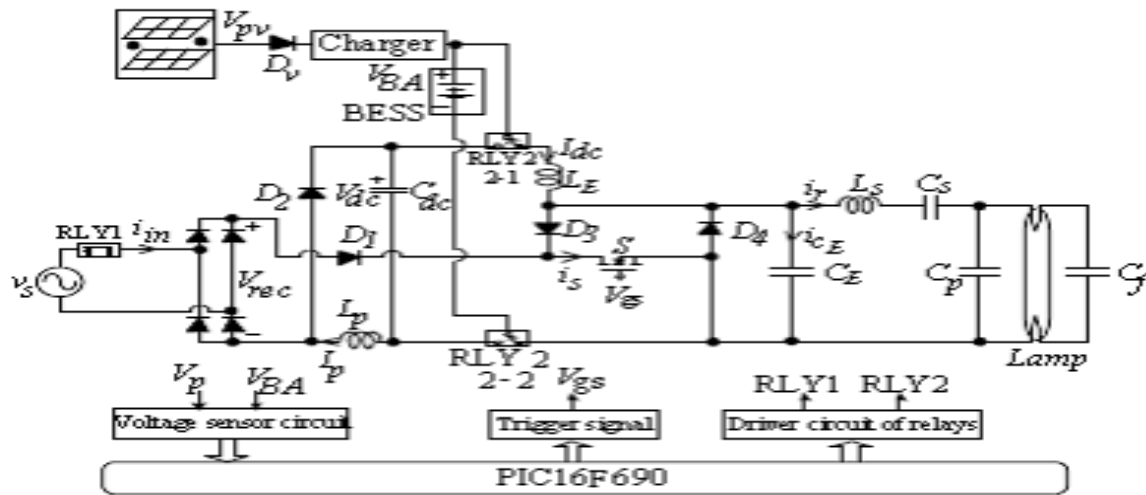 Vpv
Dv
Charger
VBA
+
BESS
−
RLY2
2-1
Idc
LE
D2
Vdc
+
Cdc
D3
D4
ir
Ls
Cs
RLY1
iin
+
D1
is
S
Vgs
icE
CE
Cp
Cf
vs
Vrec
−
Lp
Ip
RLY 2
2-2
Lamp
Vp
VBA
Vgs
RLY1
RLY2
Voltage sensor circuit
Trigger signal
Driver circuit of relays
PIC16F690